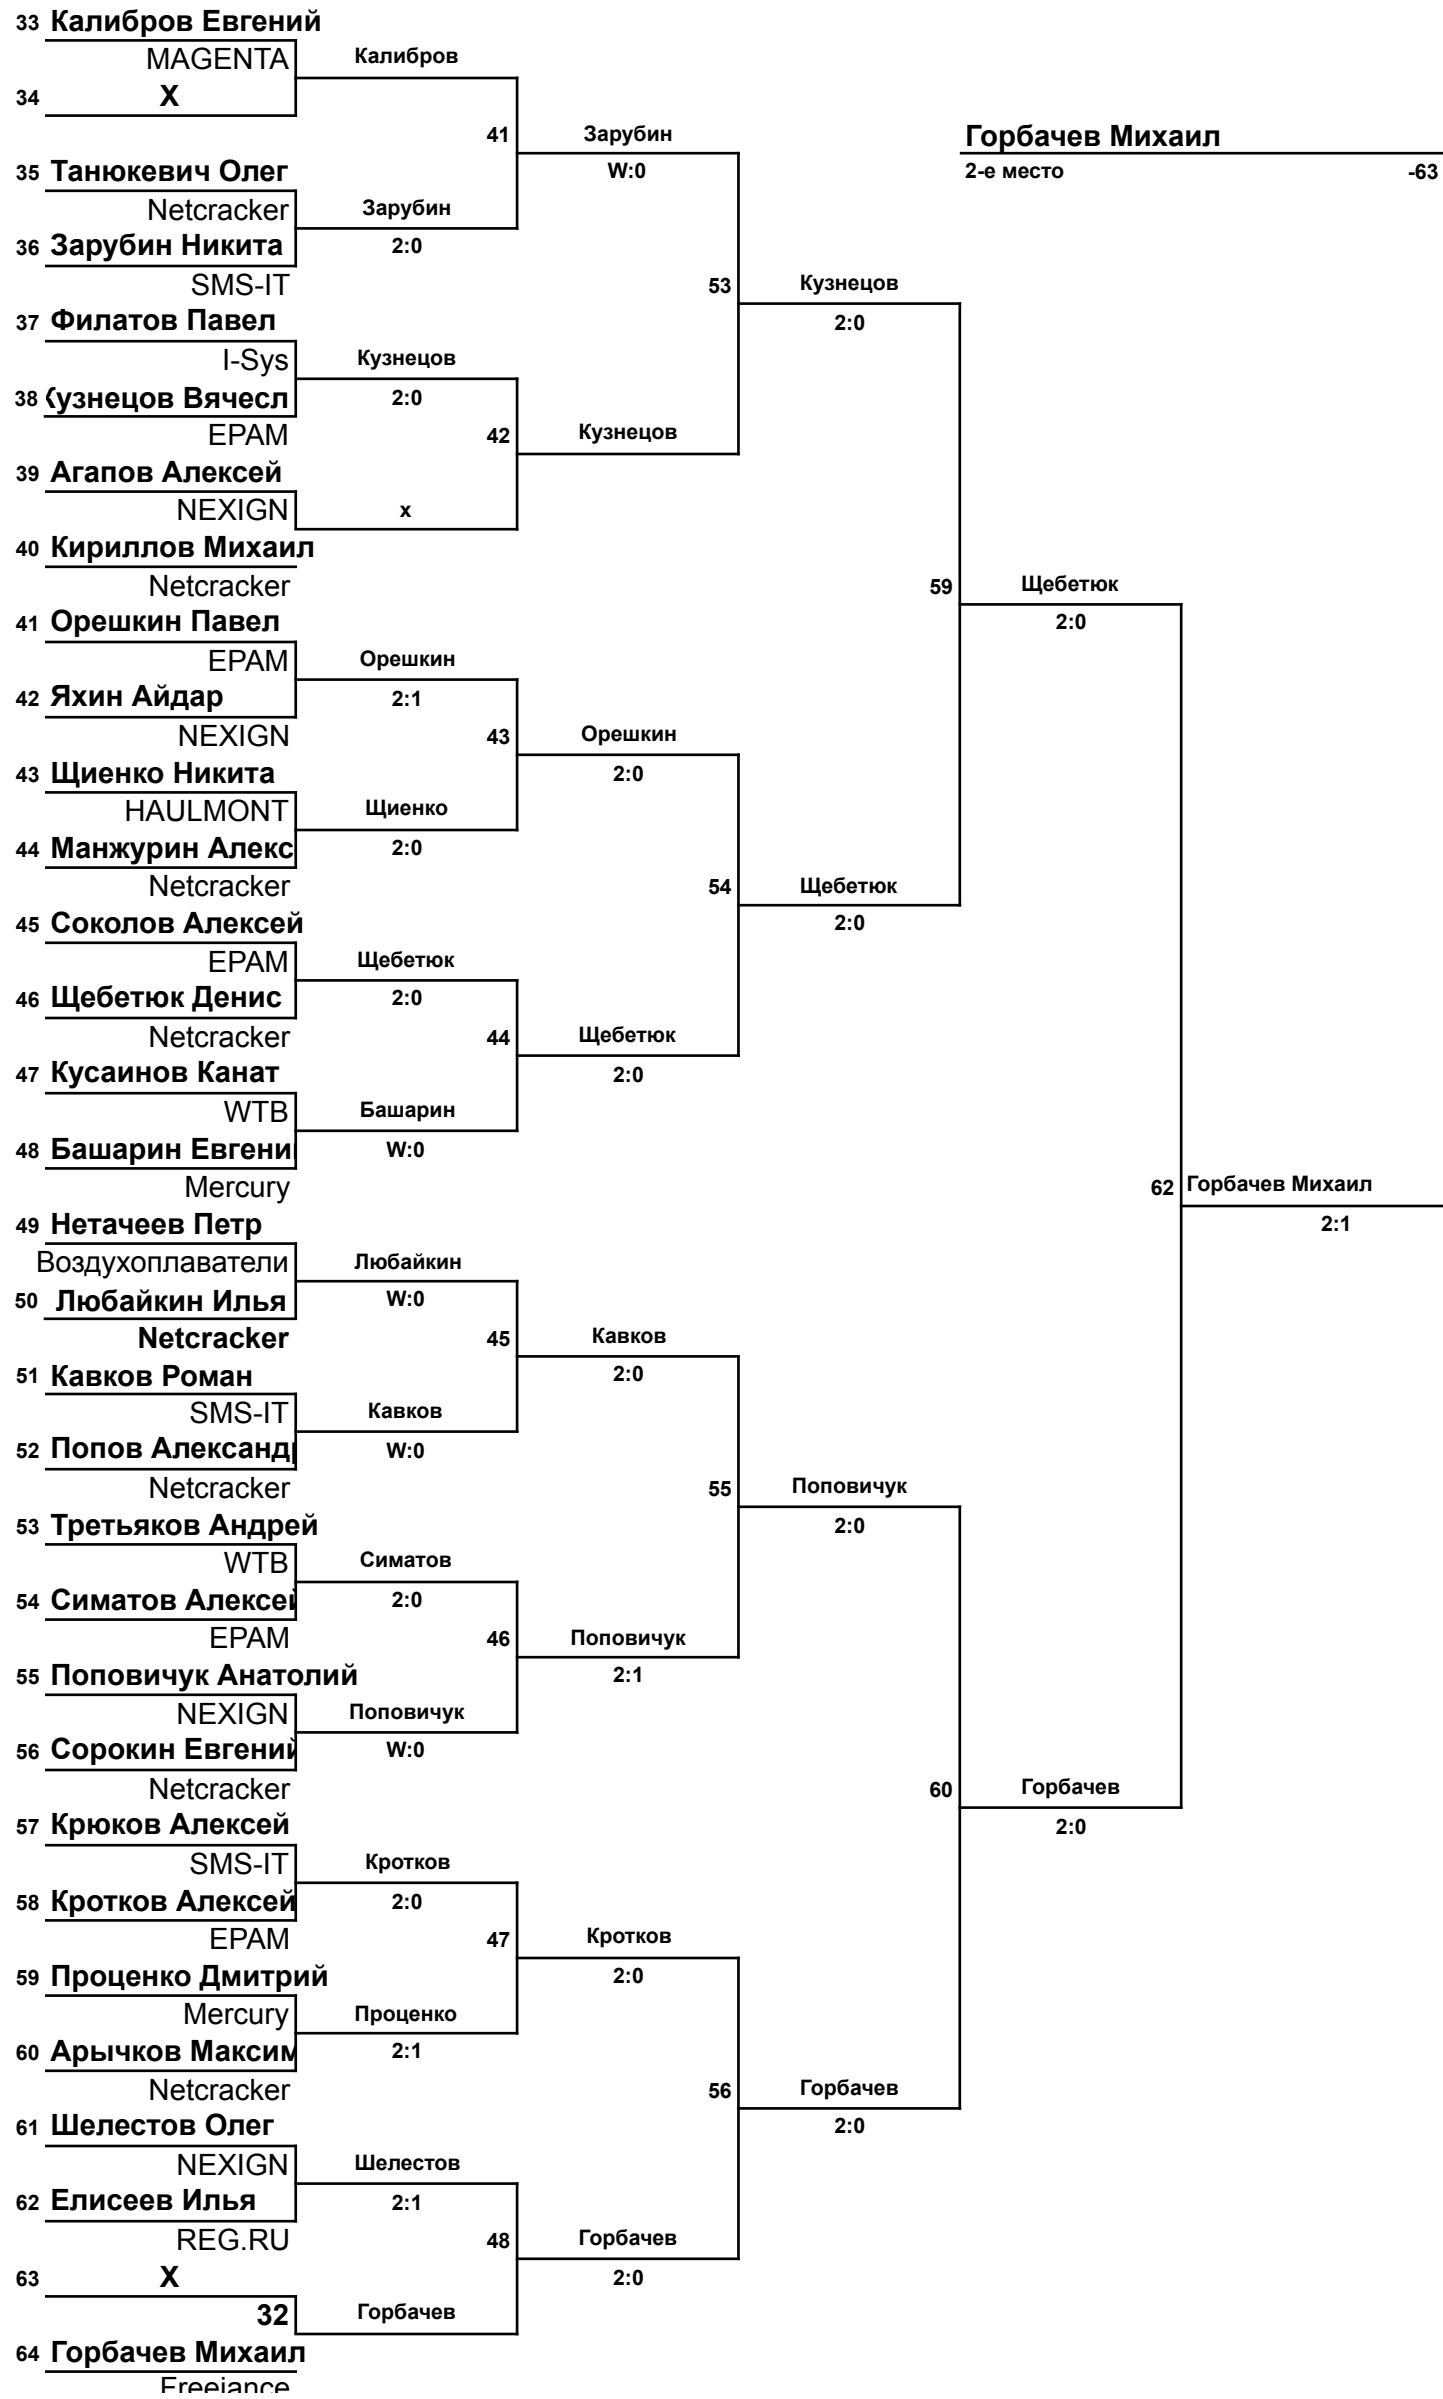 33 Калибров Евгений
MAGENTA Калибров
34 X
41 Зарубин Горбачев Михаил
35 Танюкевич Олег W:0 2-е место -63
Netcracker Зарубин
36 Зарубин Никита 2:0
SMS-IT 53 Кузнецов
37 Филатов Павел 2:0
I-Sys Кузнецов
38 Кузнецов Вячесл 2:0
EPAM 42 Кузнецов
39 Агапов Алексей
NEXIGN x
40 Кириллов Михаил
Netcracker 59 Щебетюк
41 Орешкин Павел 2:0
EPAM Орешкин
42 Яхин Айдар 2:1
NEXIGN 43 Орешкин
43 Щиенко Никита 2:0
HAULMONT Щиенко
44 Манжурин Алекс 2:0
Netcracker 54 Щебетюк
45 Соколов Алексей 2:0
EPAM Щебетюк
46 Щебетюк Денис 2:0
Netcracker 44 Щебетюк
47 Кусаинов Канат 2:0
WTB Башарин
48 Башарин Евгени W:0
Mercury 62 Горбачев Михаил
49 Нетачеев Петр 2:1
Воздухоплаватели Любайкин
50 Любайкин Илья W:0
Netcracker 45 Кавков
51 Кавков Роман 2:0
SMS-IT Кавков
52 Попов Александр W:0
Netcracker 55 Поповичук
53 Третьяков Андрей 2:0
WTB Симатов
54 Симатов Алексей 2:0
EPAM 46 Поповичук
55 Поповичук Анатолий 2:1
NEXIGN Поповичук
56 Сорокин Евгений W:0
Netcracker 60 Горбачев
57 Крюков Алексей 2:0
SMS-IT Кротков
58 Кротков Алексей 2:0
EPAM 47 Кротков
59 Проценко Дмитрий 2:0
Mercury Проценко
60 Арычков Максим 2:1
Netcracker 56 Горбачев
61 Шелестов Олег 2:0
NEXIGN Шелестов
62 Елисеев Илья 2:1
REG.RU 48 Горбачев
63 X 2:0
32 Горбачев
64 Горбачев Михаил
Freeiance